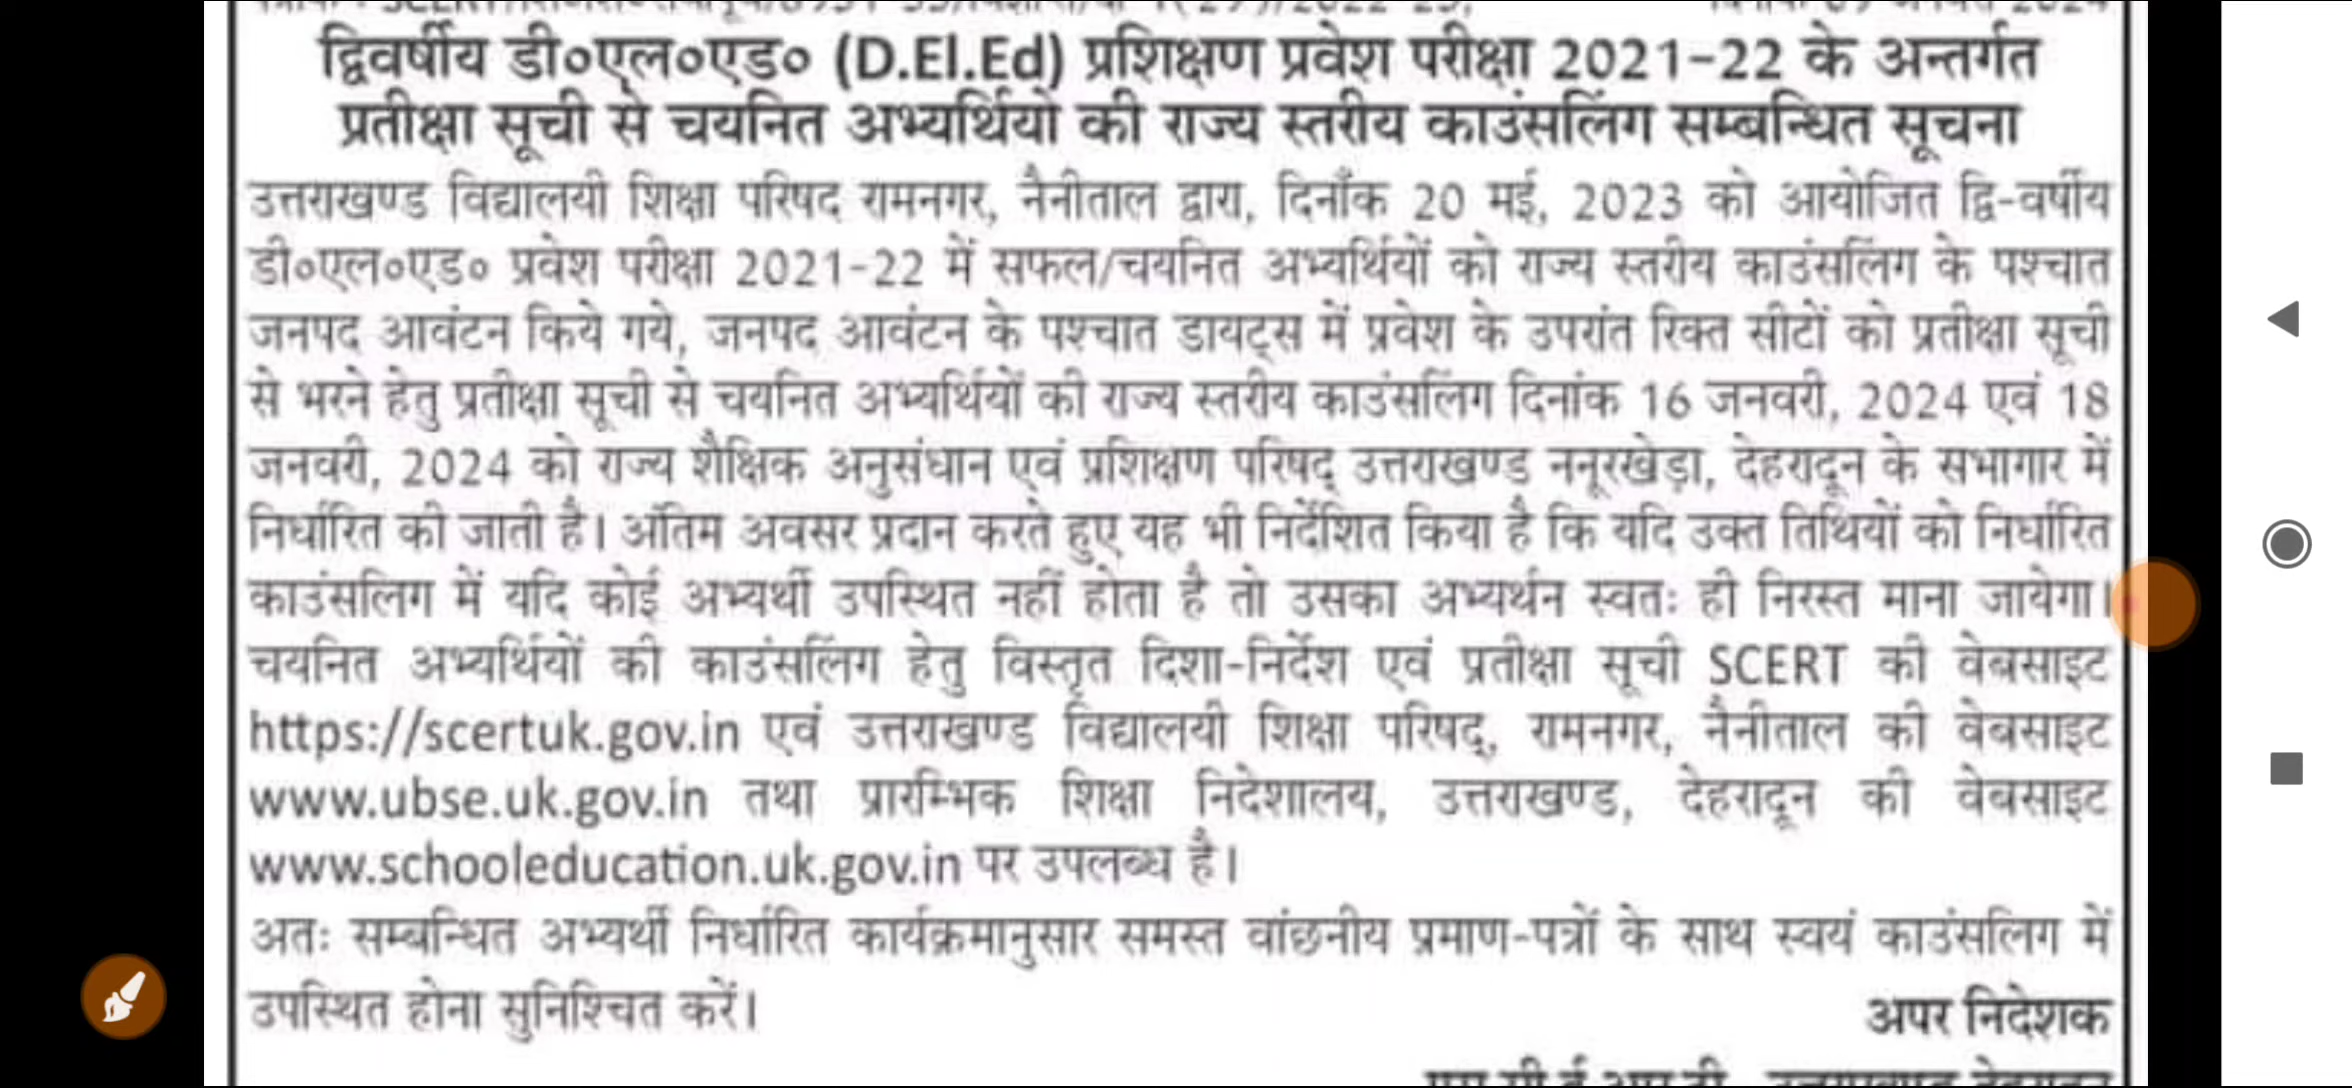 द्विवर्षीय डी०एल०एड० (D.El.Ed) प्रशिक्षण प्रवेश परीक्षा 2021-22 के अन्तर्गत
प्रतीक्षा सूची से चयनित अभ्यर्थियो की राज्य स्तरीय काउंसलिंग सम्बन्धित सूचना
उत्तराखण्ड विद्यालयी शिक्षा परिषद रामनगर, नैनीताल द्वारा, दिनाँक 20 मई, 2023 को आयोजित द्वि-वर्षीय
डी०एल०एड० प्रवेश परीक्षा 2021-22 में सफल/चयनित अभ्यर्थियों को राज्य स्तरीय काउंसलिंग के पश्चात
जनपद आवंटन किये गये, जनपद आवंटन के पश्चात डायट्स में प्रवेश के उपरांत रिक्त सीटों को प्रतीक्षा सूची
से भरने हेतु प्रतीक्षा सूची से चयनित अभ्यर्थियों की राज्य स्तरीय काउंसलिंग दिनांक 16 जनवरी, 2024 एवं 18
जनवरी, 2024 को राज्य शैक्षिक अनुसंधान एवं प्रशिक्षण परिषद् उत्तराखण्ड ननूरखेड़ा, देहरादून के सभागार में
निर्धारित की जाती है। अंतिम अवसर प्रदान करते हुए यह भी निर्देशित किया है कि यदि उक्त तिथियों को निर्धारित
काउंसलिंग में यदि कोई अभ्यर्थी उपस्थित नहीं होता है तो उसका अभ्यर्थन स्वतः ही निरस्त माना जायेगा।
चयनित अभ्यर्थियों की काउंसलिंग हेतु विस्तृत दिशा-निर्देश एवं प्रतीक्षा सूची SCERT की वेबसाइट
https://scertuk.gov.in एवं उत्तराखण्ड विद्यालयी शिक्षा परिषद्, रामनगर, नैनीताल की वेबसाइट
www.ubse.uk.gov.in तथा प्रारम्भिक शिक्षा निदेशालय, उत्तराखण्ड, देहरादून की वेबसाइट
www.schooleducation.uk.gov.in पर उपलब्ध है।
अतः सम्बन्धित अभ्यर्थी निर्धारित कार्यक्रमानुसार समस्त वांछनीय प्रमाण-पत्रों के साथ स्वयं काउंसलिंग में
उपस्थित होना सुनिश्चित करें।
अपर निदेशक